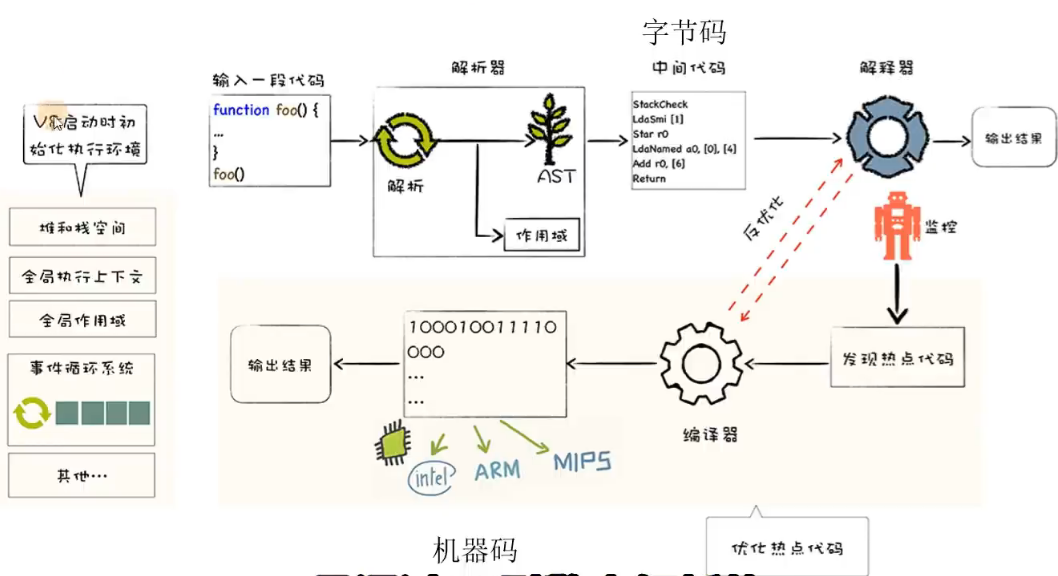 字节码
V8启动时初
始化执行环境
堆和栈空间
全局执行上下文
全局作用域
事件循环系统
其他…
输入一段代码
function foo() {
...
}
foo()
解析器
解析
AST
作用域
中间代码
StackCheck
LdaSmi [1]
Star r0
LdaNamed a0, [0], [4]
Add r0, [6]
Return
解释器
输出结果
监控
反优化
发现热点代码
编译器
100010011110
000
...
...
输出结果
intel
ARM
MIPS
优化热点代码
机器码